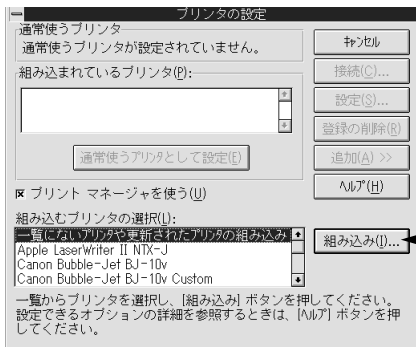 プリンタの設定
通常使うプリンタ
通常使うプリンタが設定されていません。
組み込まれているプリンタ(P):
通常使うプリンタとして設定(E)
プリント マネージャを使う(U)
組み込むプリンタの選択(L):
一覧にないプリンタや更新されたプリンタの組み込み
Apple LaserWriter II NTX-J
Canon Bubble-Jet BJ-10v
Canon Bubble-Jet BJ-10v Custom
一覧からプリンタを選択し、[組み込み] ボタンを押してください。
設定できるオプションの詳細を参照するときは、[ヘルプ] ボタンを押
してください。
キャンセル
接続(C)...
設定(S)...
登録の削除(R)
追加(A) >>
ヘルプ(H)
組み込み(I)...